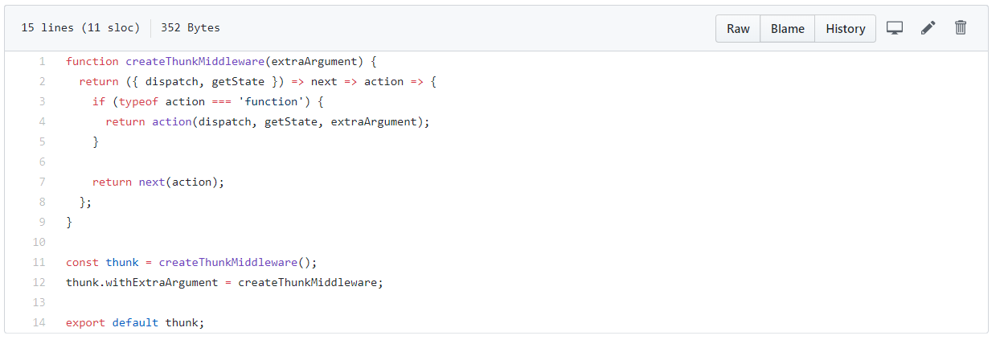 15 lines (11 sloc) 352 Bytes Raw Blame History
1 function createThunkMiddleware(extraArgument) {
2   return ({ dispatch, getState }) => next => action => {
3     if (typeof action === 'function') {
4       return action(dispatch, getState, extraArgument);
5     }
6
7     return next(action);
8   };
9 }
10
11 const thunk = createThunkMiddleware();
12 thunk.withExtraArgument = createThunkMiddleware;
13
14 export default thunk;